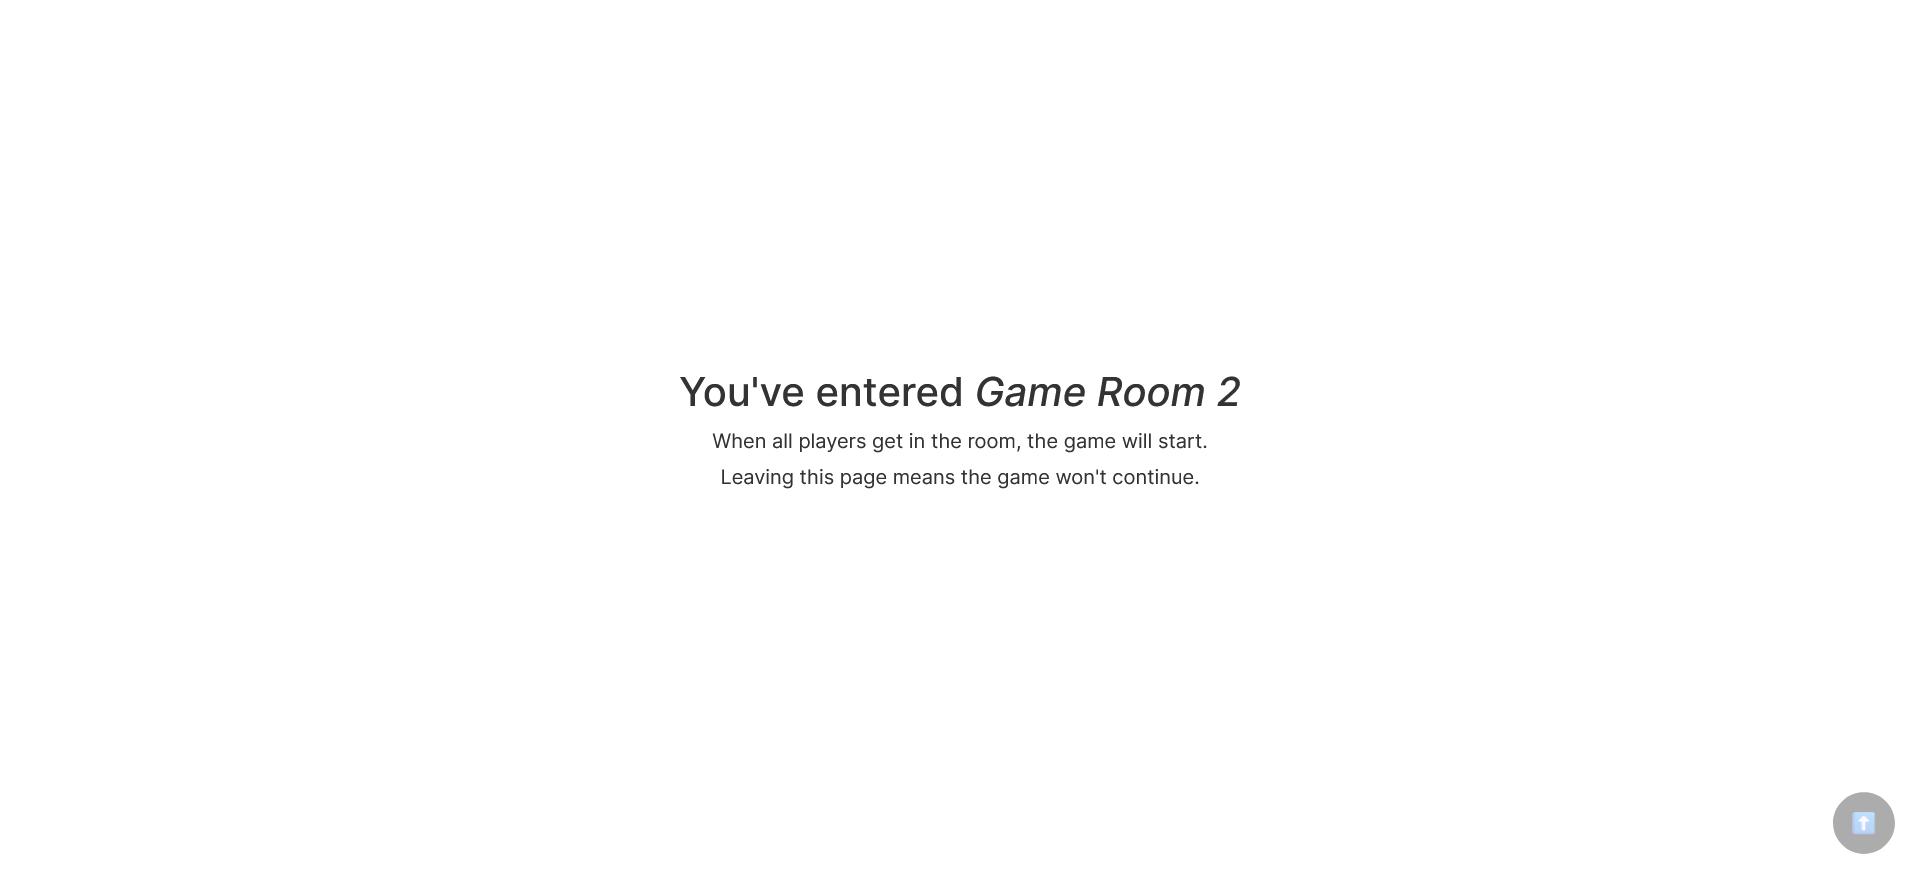 You've entered Game Room 2
When all players get in the room, the game will start.
Leaving this page means the game won't continue.